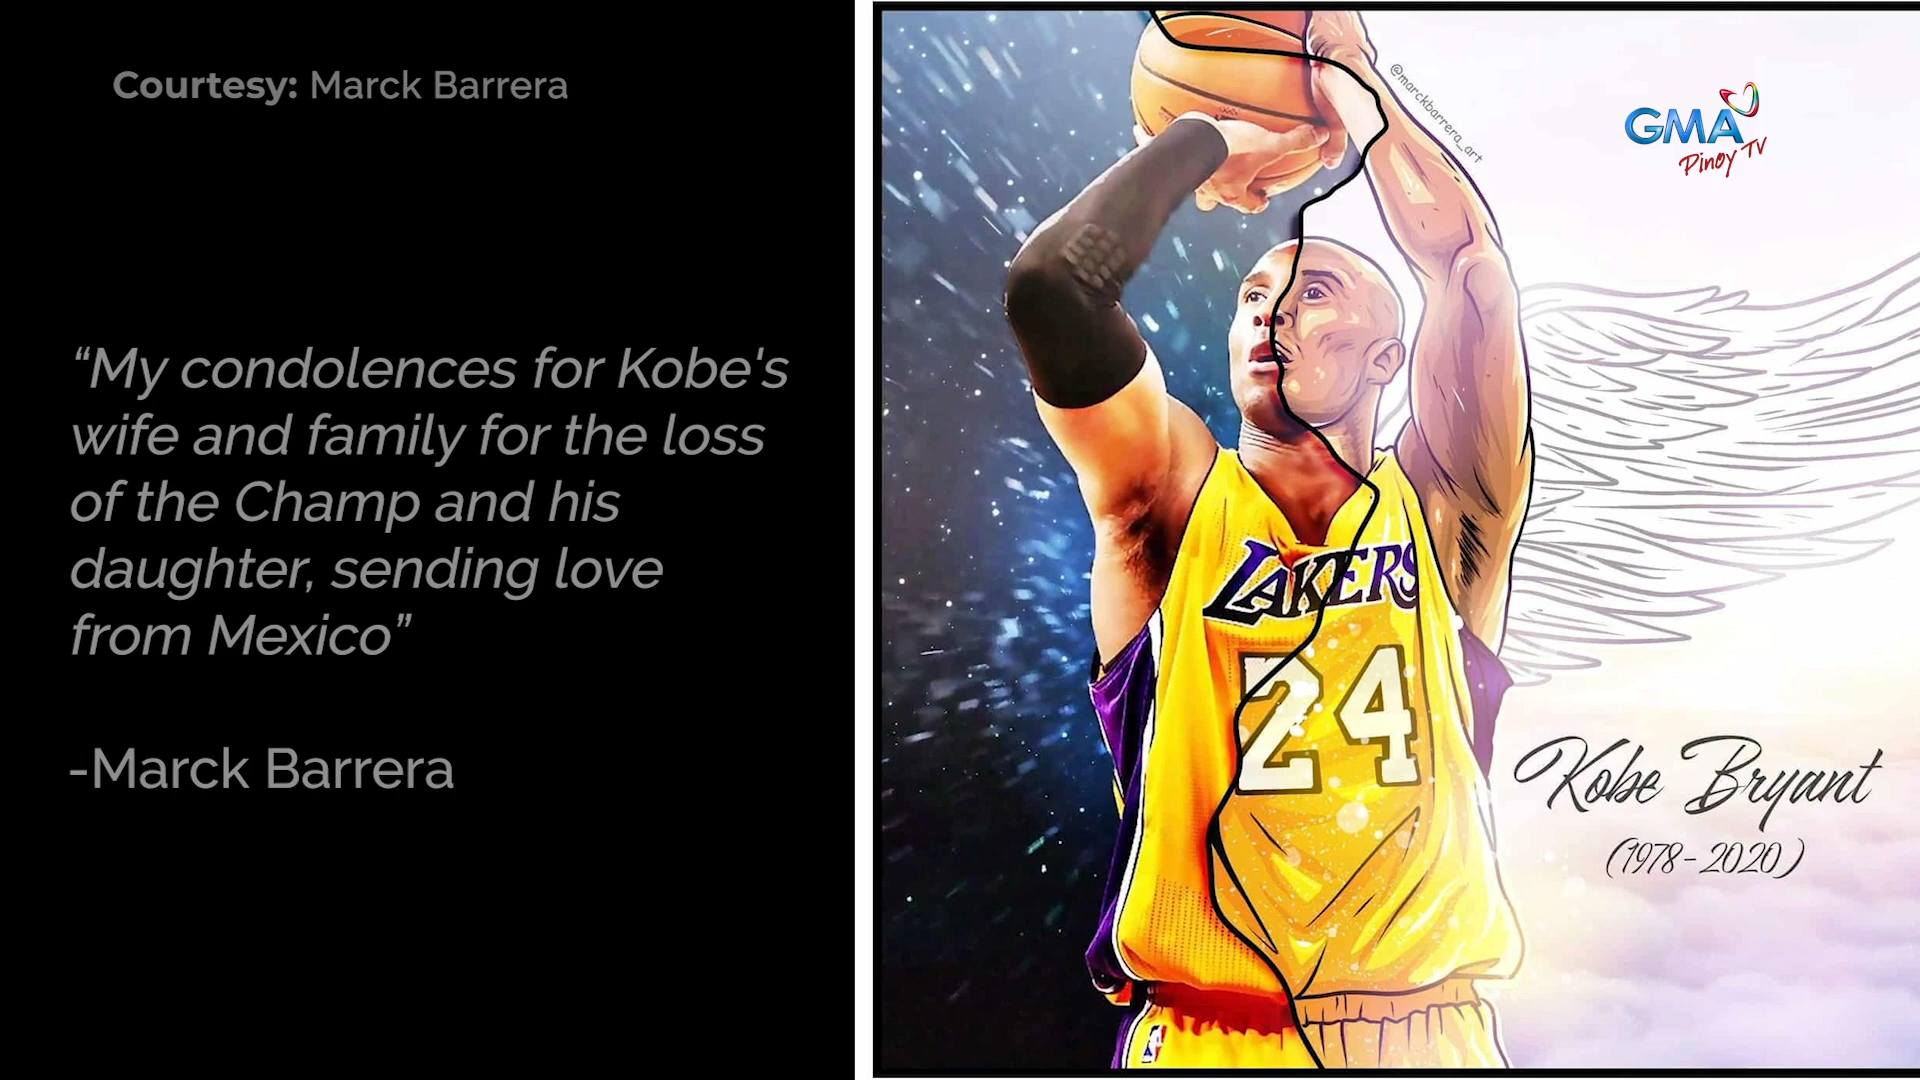 Courtesy: Marck Barrera
“My condolences for Kobe's
wife and family for the loss
of the Champ and his
daughter, sending love
from Mexico”
-Marck Barrera
@marckbarrera_art
GMA
Pinoy TV
LAKERS
24
Kobe Bryant
(1978-2020)